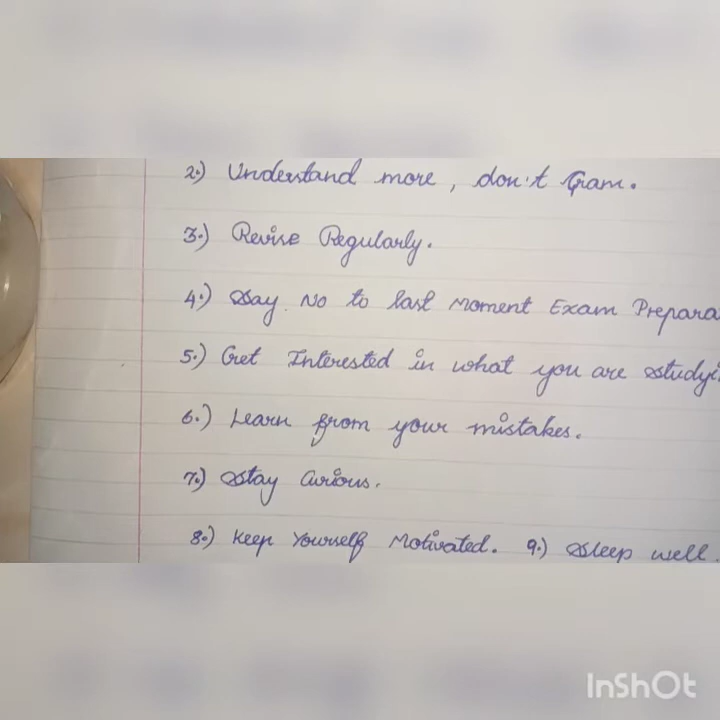 2.) Understand more, don't Cram.
3.) Revise Regularly.
4.) Say No to last Moment Exam Prepara
5.) Get Interested in what you are studyi
6.) Learn from your mistakes.
7.) Stay Curious.
8.) Keep Yourself Motivated. 9.) Sleep well.
InShOt